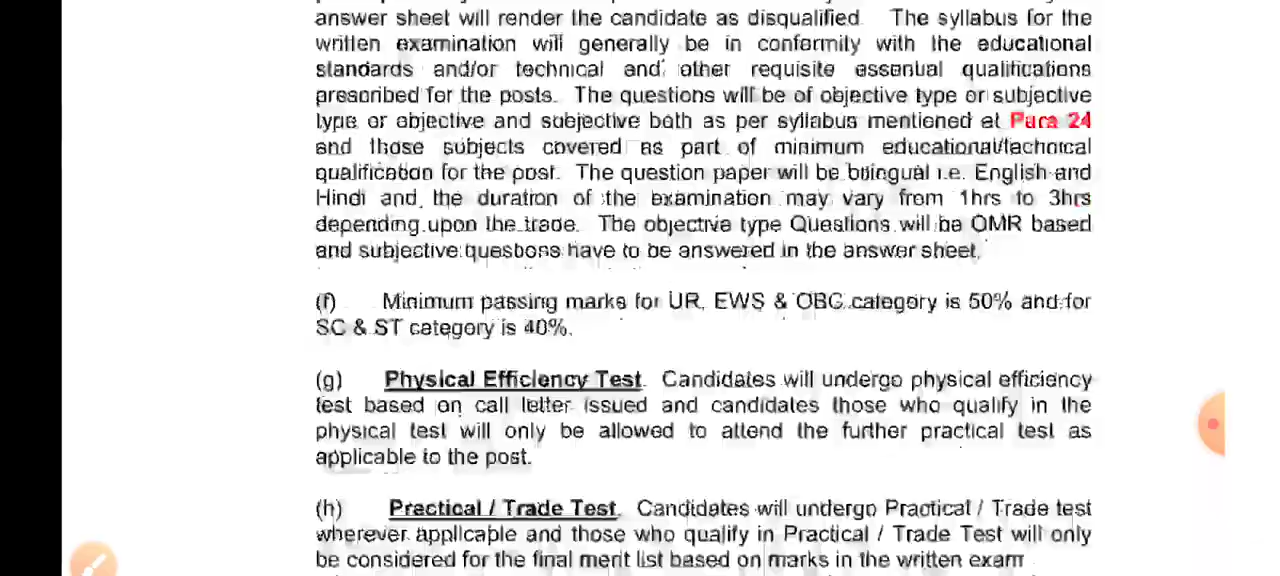 answer sheet will render the candidate as disqualified. The syllabus for the
written examination will generally be in conformity with the educational
standards and/or technical and other requisite essential qualifications
prescribed for the posts. The questions will be of objective type or subjective
type or objective and subjective both as per syllabus mentioned at Para 24
and those subjects covered as part of minimum educational/technical
qualification for the post. The question paper will be bilingual i.e. English and
Hindi and the duration of the examination may vary from 1hrs to 3hrs
depending upon the trade. The objective type Questions will be OMR based
and subjective questions have to be answered in the answer sheet.
(f) Minimum passing marks for UR, EWS & OBC category is 50% and for
SC & ST category is 40%.
(g) Physical Efficiency Test. Candidates will undergo physical efficiency
test based on call letter issued and candidates those who qualify in the
physical test will only be allowed to attend the further practical test as
applicable to the post.
(h) Practical / Trade Test. Candidates will undergo Practical / Trade test
wherever applicable and those who qualify in Practical / Trade Test will only
be considered for the final merit list based on marks in the written exam